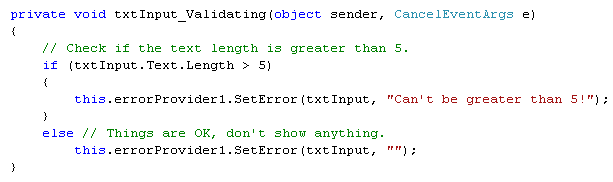 private void txtInput_Validating(object sender, CancelEventArgs e)
{
    // Check if the text length is greater than 5.
    if (txtInput.Text.Length > 5)
    {
        this.errorProvider1.SetError(txtInput, "Can't be greater than 5!");
    }
    else // Things are OK, don't show anything.
        this.errorProvider1.SetError(txtInput, "");
}